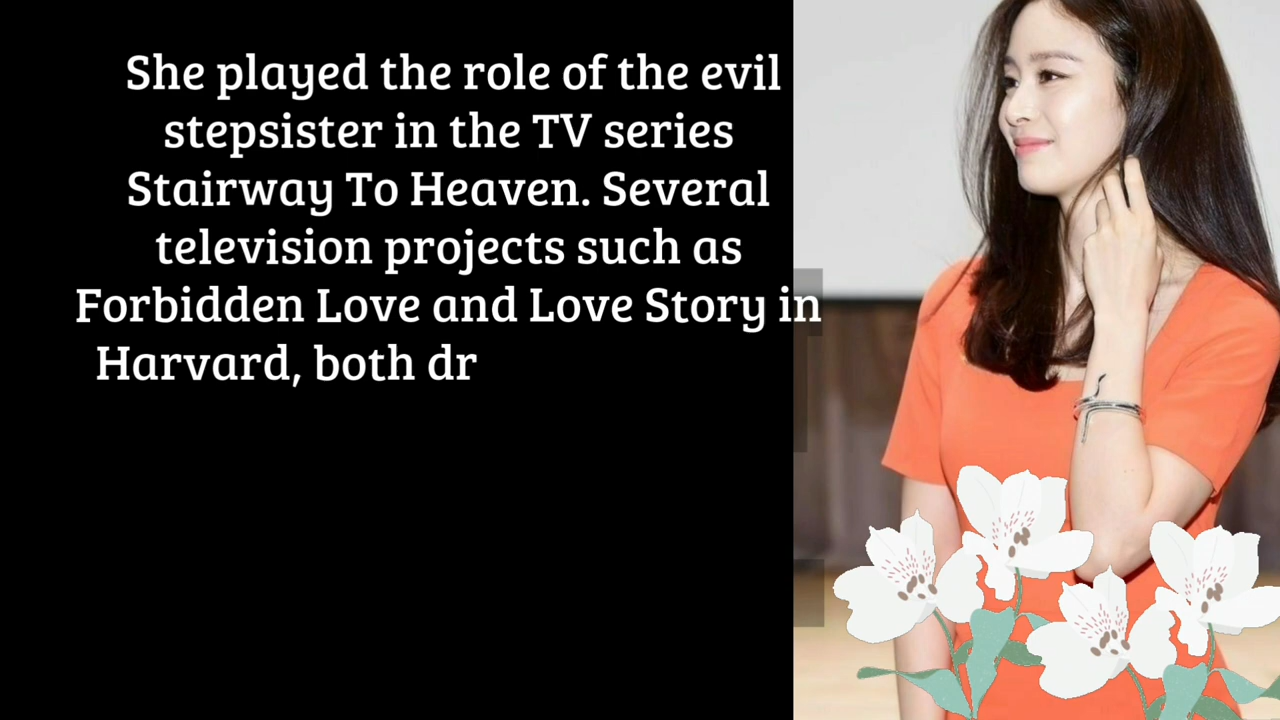 She played the role of the evil
stepsister in the TV series
Stairway To Heaven. Several
television projects such as
Forbidden Love and Love Story in
Harvard, both dr